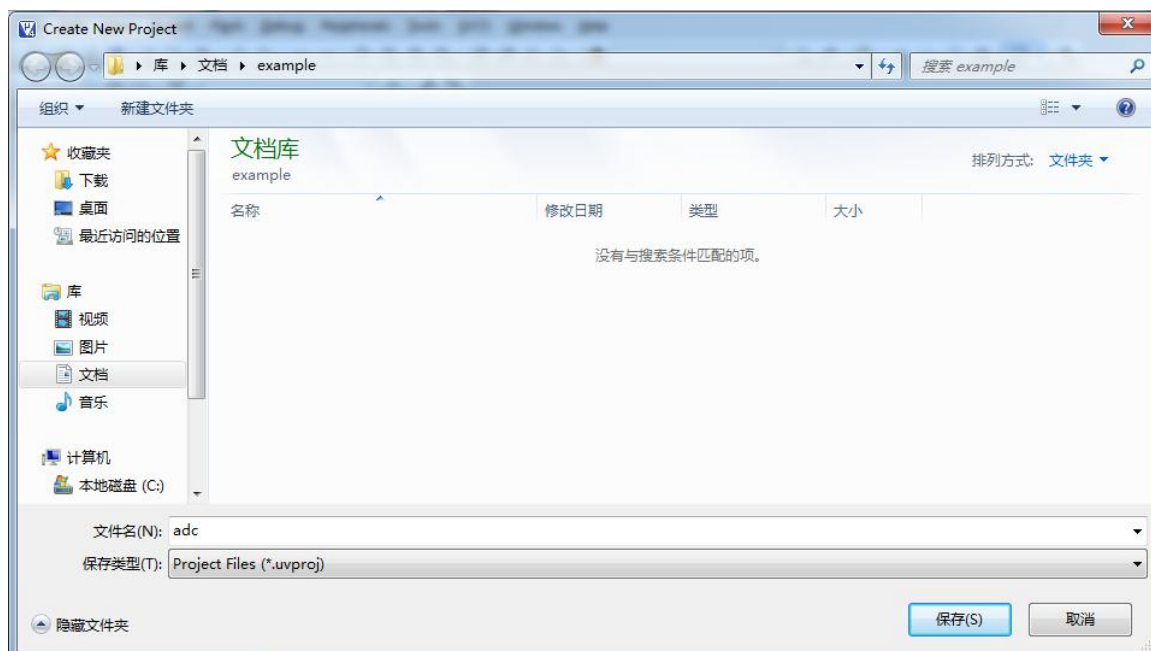 Create New Project
库 文档 example
搜索 example
组织 新建文件夹
收藏夹
下载
桌面
最近访问的位置
库
视频
图片
文档
音乐
计算机
本地磁盘 (C:)
文档库
example
排列方式: 文件夹
名称 修改日期 类型 大小
没有与搜索条件匹配的项。
文件名(N): adc
保存类型(T): Project Files (*.uvproj)
隐藏文件夹
保存(S) 取消